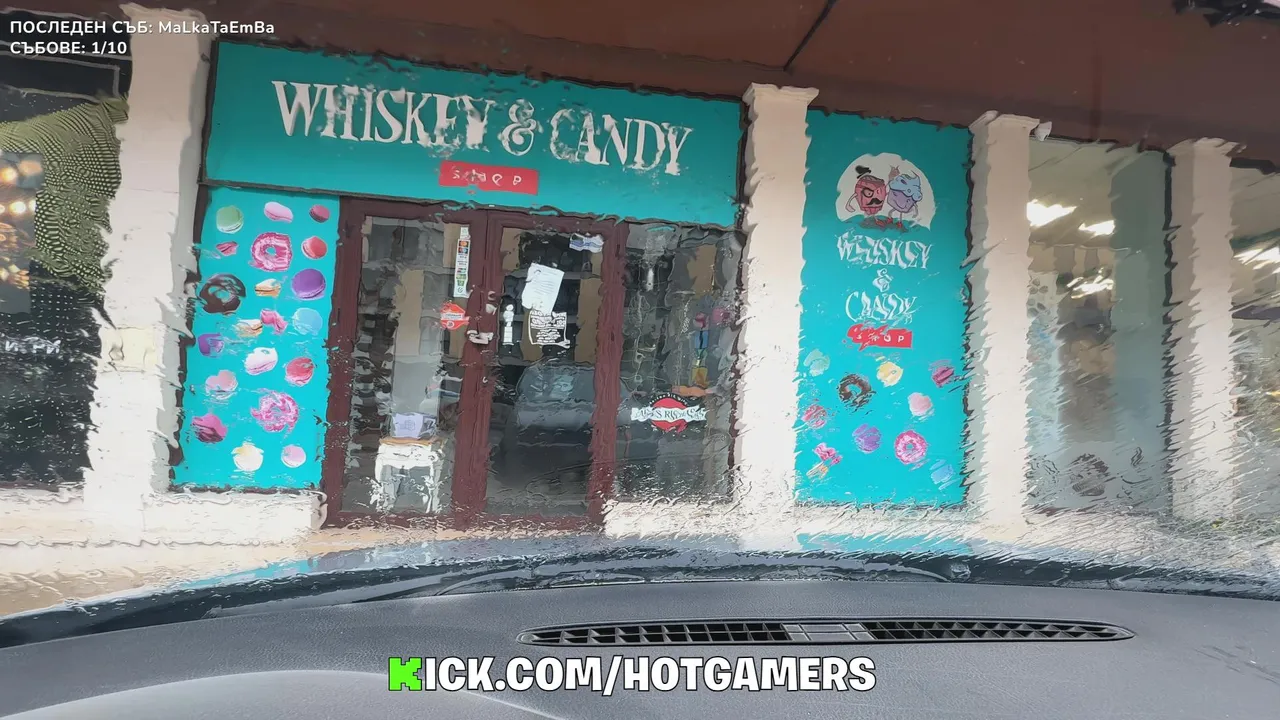 ПОСЛЕДЕН СЪБ: MaLkaTaEmBa
СЪБОВЕ: 1/10
WHISKEY & CANDY
SHOP
WHISKEY
&
CANDY
SHOP
KICK.COM/HOTGAMERS